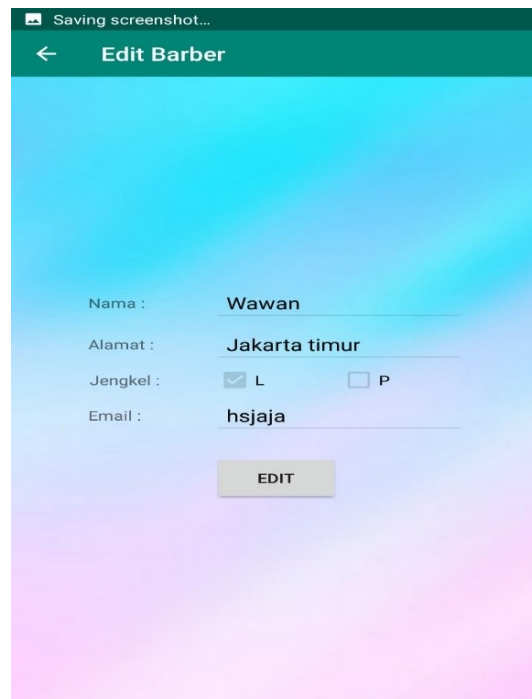 Saving screenshot...
Edit Barber
Nama : Wawan
Alamat : Jakarta timur
Jengkel : L P
Email : hsjaja
EDIT